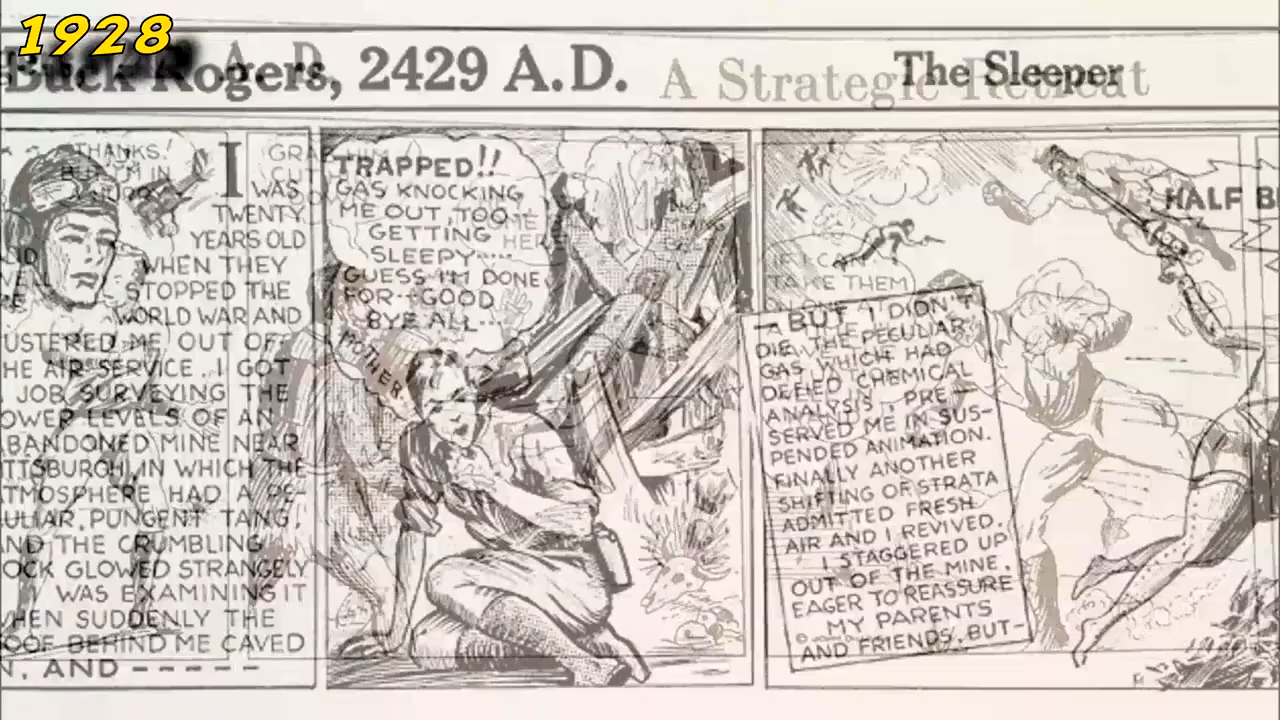 1928
Buck Rogers, 2429 A.D.
A Strategic Retreat
The Sleeper
THANKS!
I WAS
TWENTY
YEARS OLD
WHEN THEY
STOPPED THE
WORLD WAR AND
USTERED ME OUT OF
HE AIR SERVICE. I GOT
JOB SURVEYING THE
OWER LEVELS OF AN
BANDONED MINE NEAR
ITTSBURGH, IN WHICH THE
TMOSPHERE HAD A PE-
ULIAR, PUNGENT TANG,
ND THE CRUMBLING
OCK GLOWED STRANGELY
I WAS EXAMINING IT
HEN SUDDENLY THE
OOF BEHIND ME CAVED
N, AND -----
TRAPPED!!
GAS KNOCKING
ME OUT, TOO--
GETTING
SLEEPY----
GUESS I'M DONE
FOR--GOOD
BYE ALL---
MOTHER
IF I CAN
TAKE THEM
— BUT I DIDN'T
DIE. THE PECULIAR
GAS WHICH HAD
DEFIED CHEMICAL
ANALYSIS, PRE-
SERVED ME IN SUS-
PENDED ANIMATION.
FINALLY ANOTHER
SHIFTING OF STRATA
ADMITTED FRESH
AIR AND I REVIVED.
I STAGGERED UP
OUT OF THE MINE,
EAGER TO REASSURE
MY PARENTS
AND FRIENDS, BUT-
HALF B